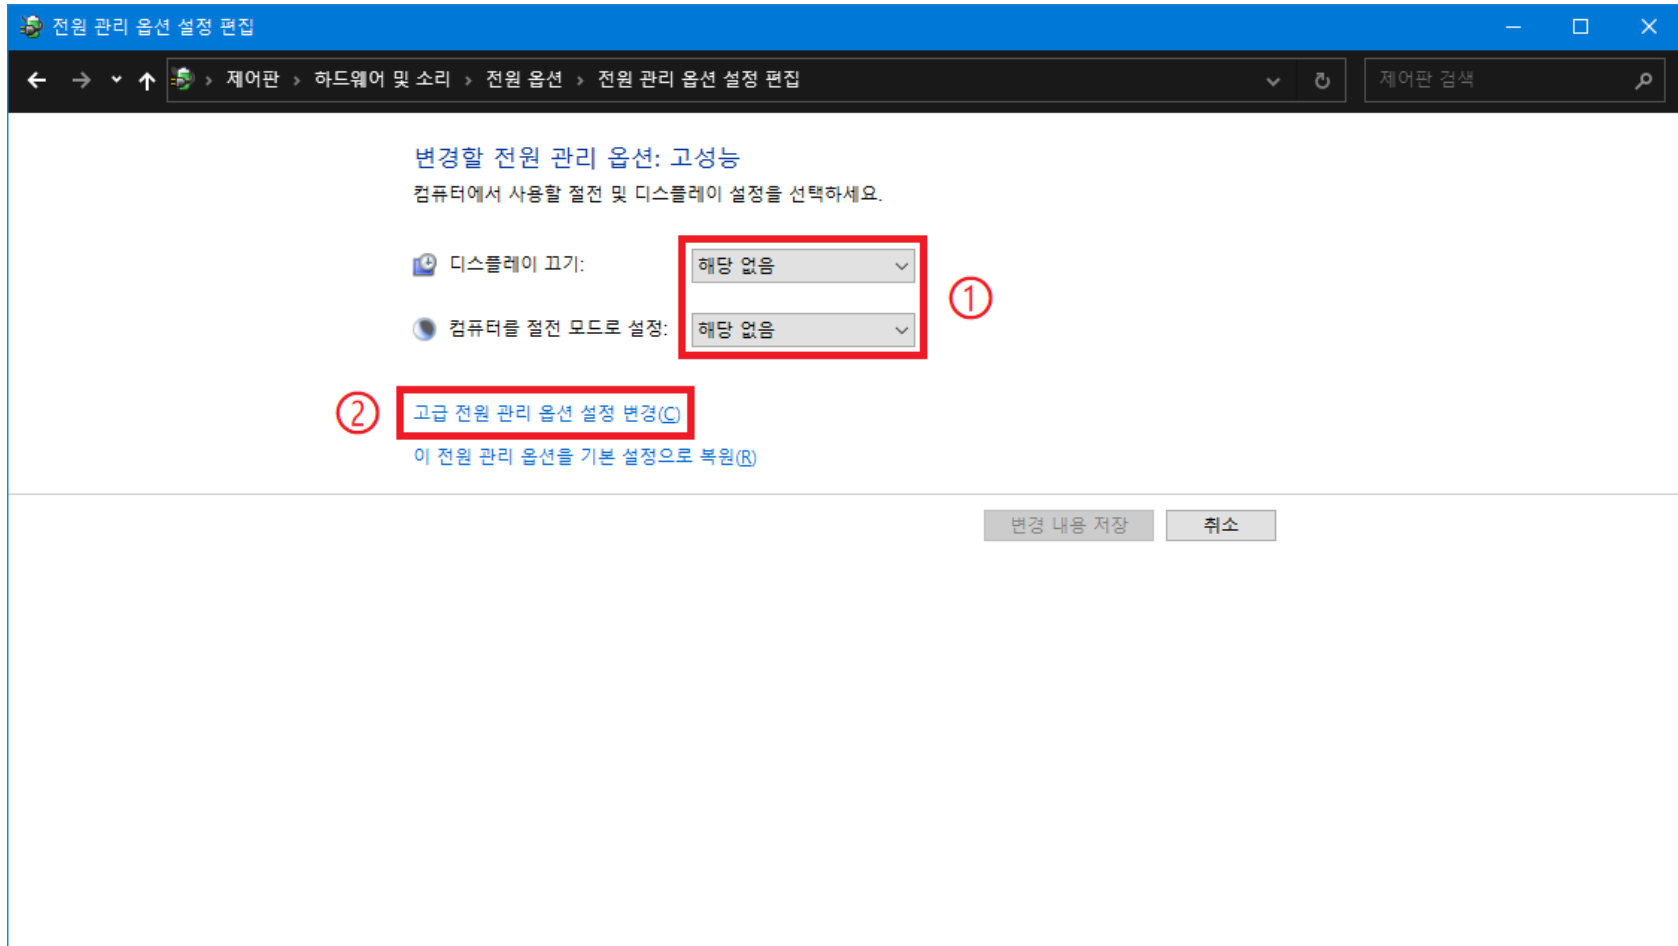 전원 관리 옵션 설정 편집
제어판 › 하드웨어 및 소리 › 전원 옵션 › 전원 관리 옵션 설정 편집
제어판 검색
변경할 전원 관리 옵션: 고성능
컴퓨터에서 사용할 절전 및 디스플레이 설정을 선택하세요.
디스플레이 끄기: 해당 없음
①
컴퓨터를 절전 모드로 설정: 해당 없음
② 고급 전원 관리 옵션 설정 변경(C)
이 전원 관리 옵션을 기본 설정으로 복원(R)
변경 내용 저장 취소